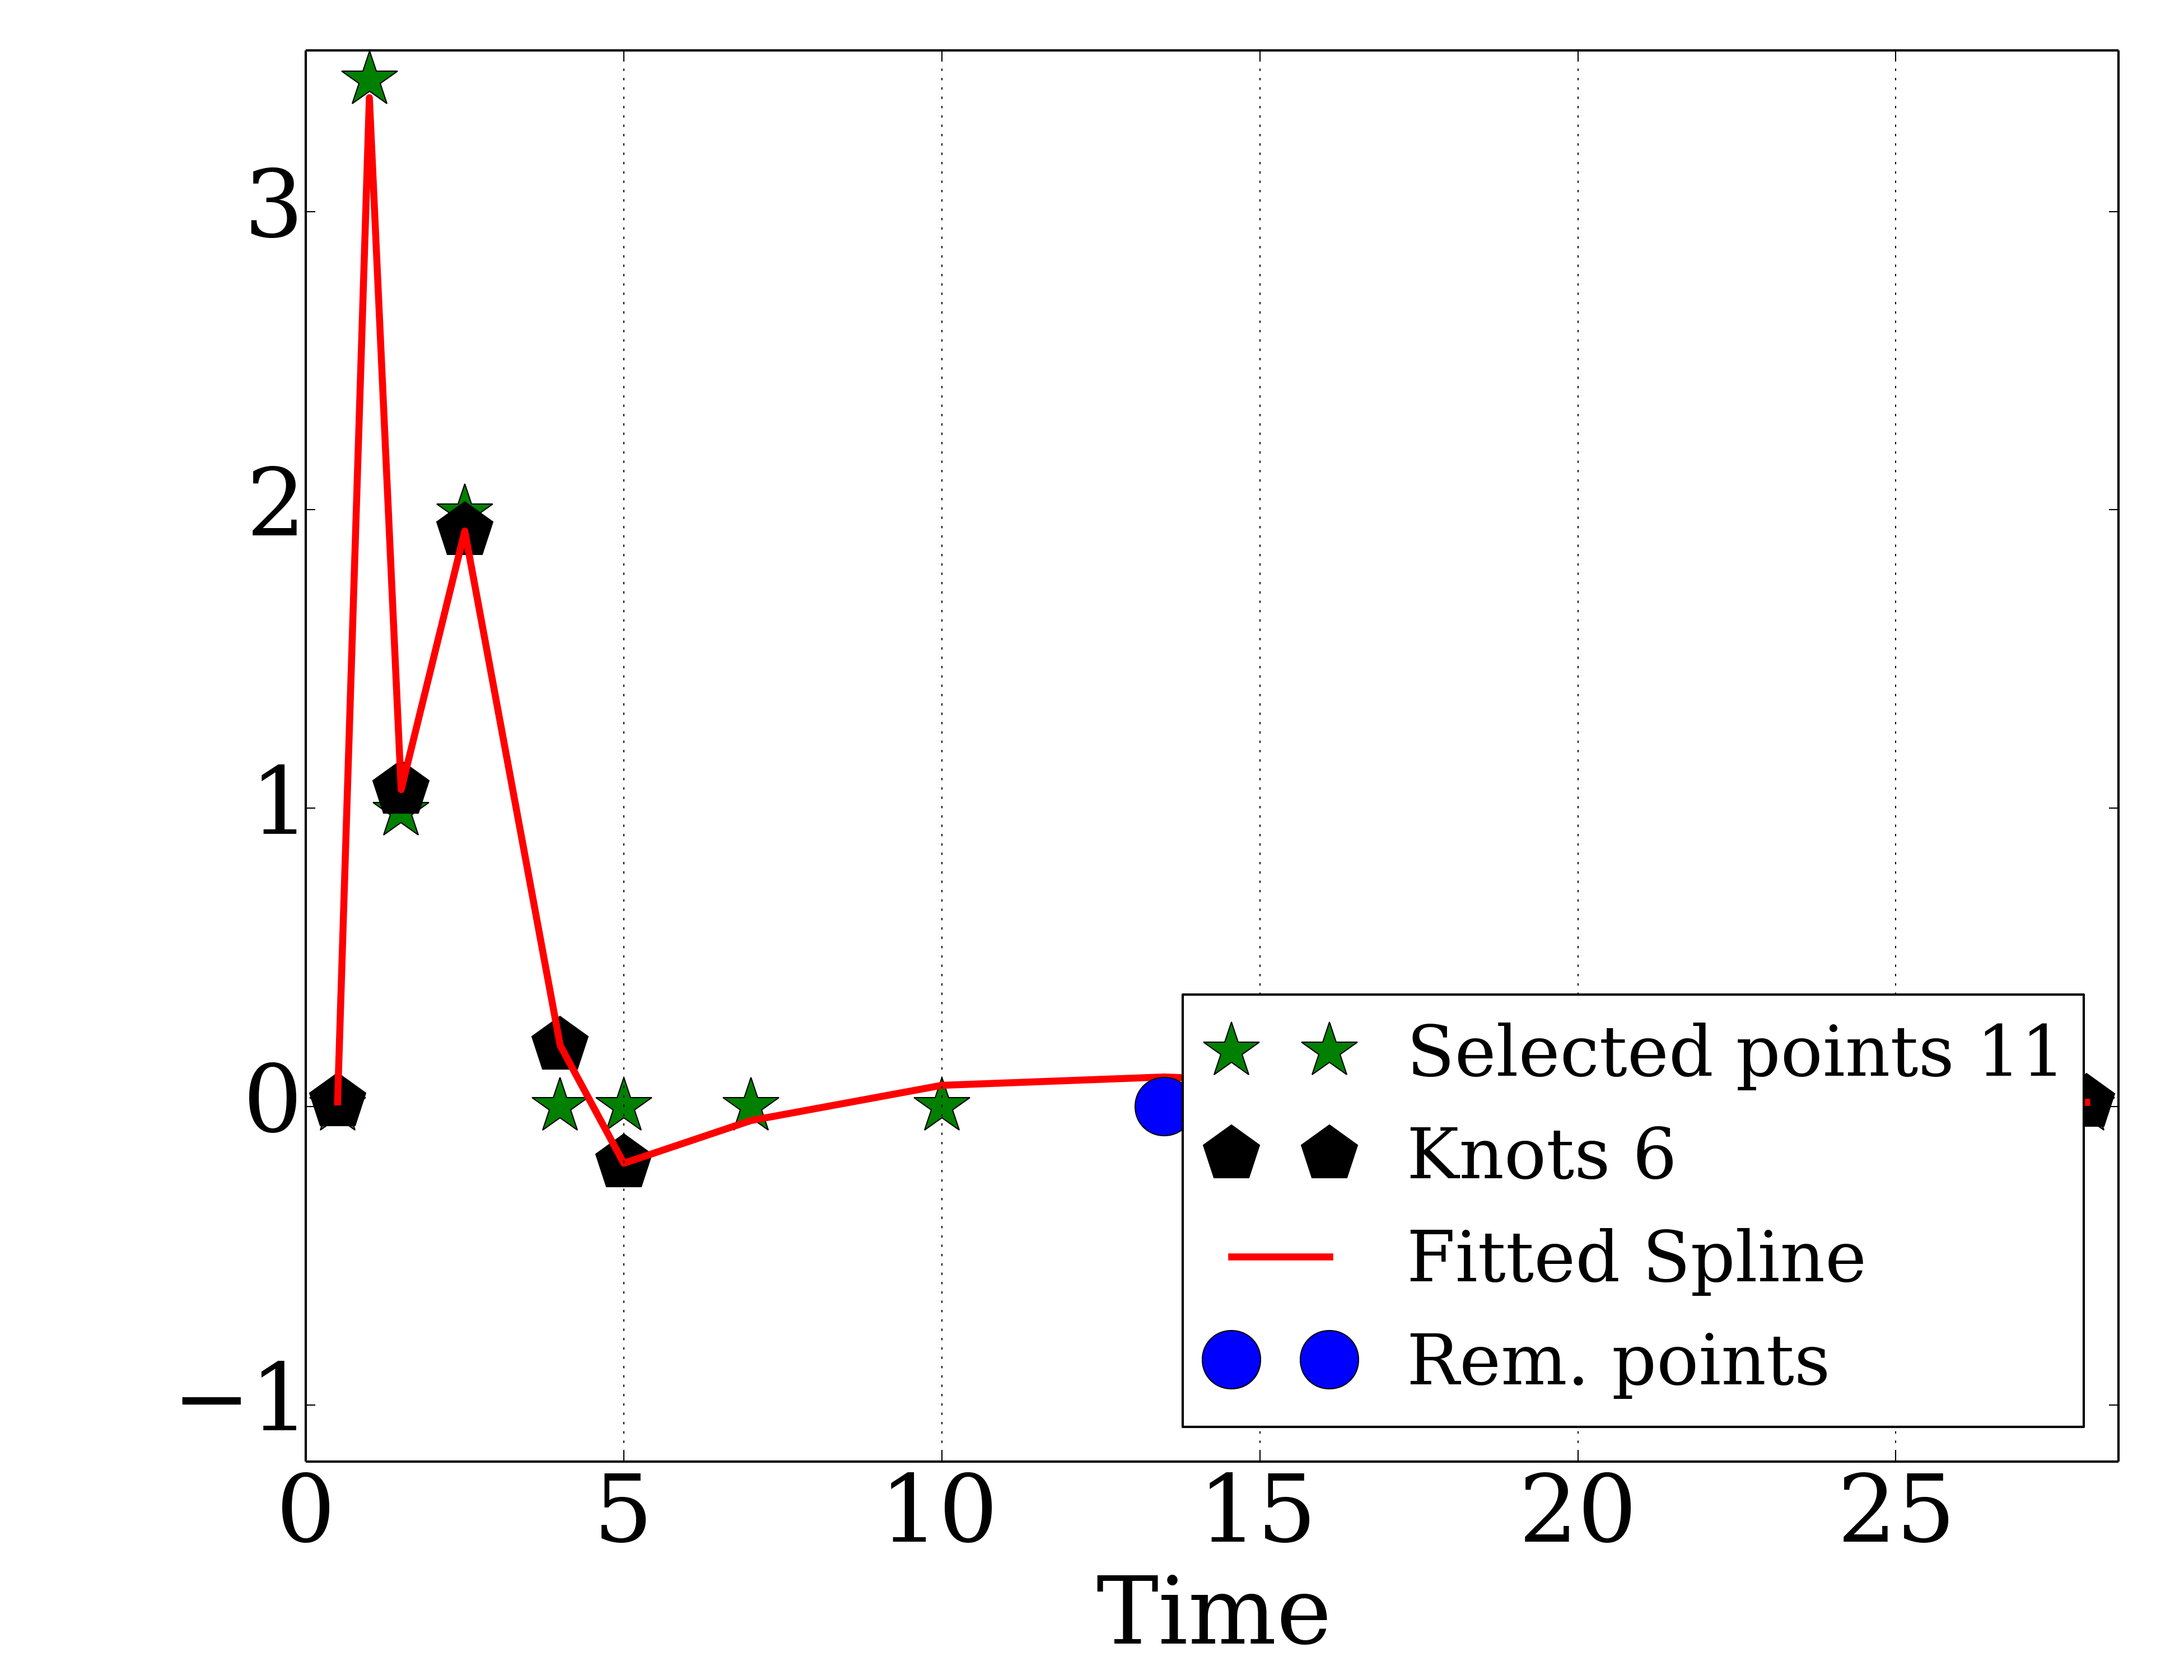 3
2
1
0
−1
0 5 10 15 20 25
Time
Selected points 11
Knots 6
Fitted Spline
Rem. points